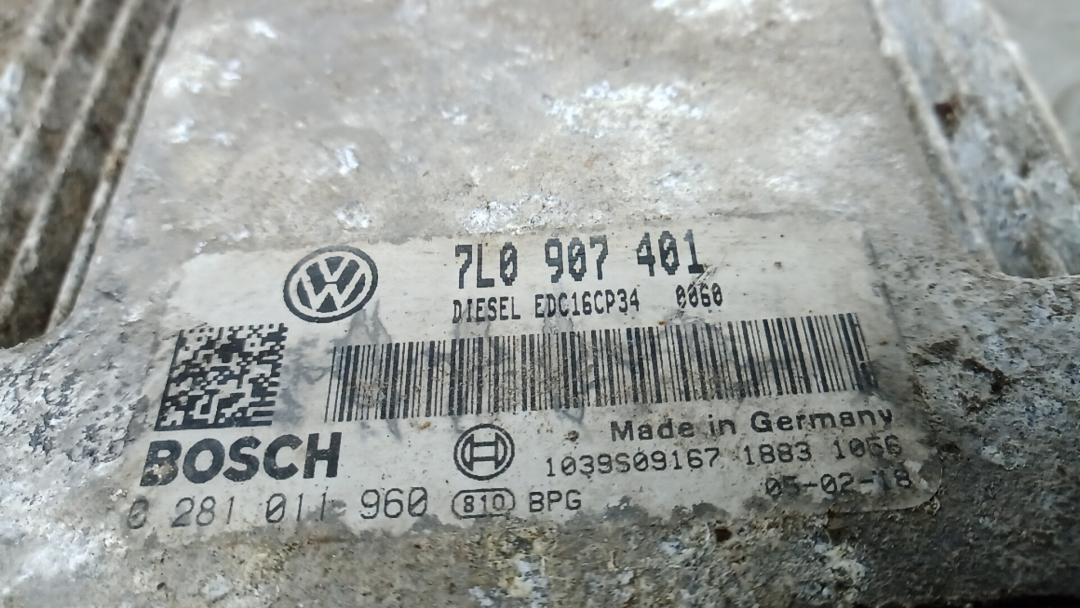 7L0 907 401
DIESEL EDC16CP34 0060
Made in Germany
BOSCH
1039S09167 1883 1066
0 281 011 960 810 BPG
05-02-18